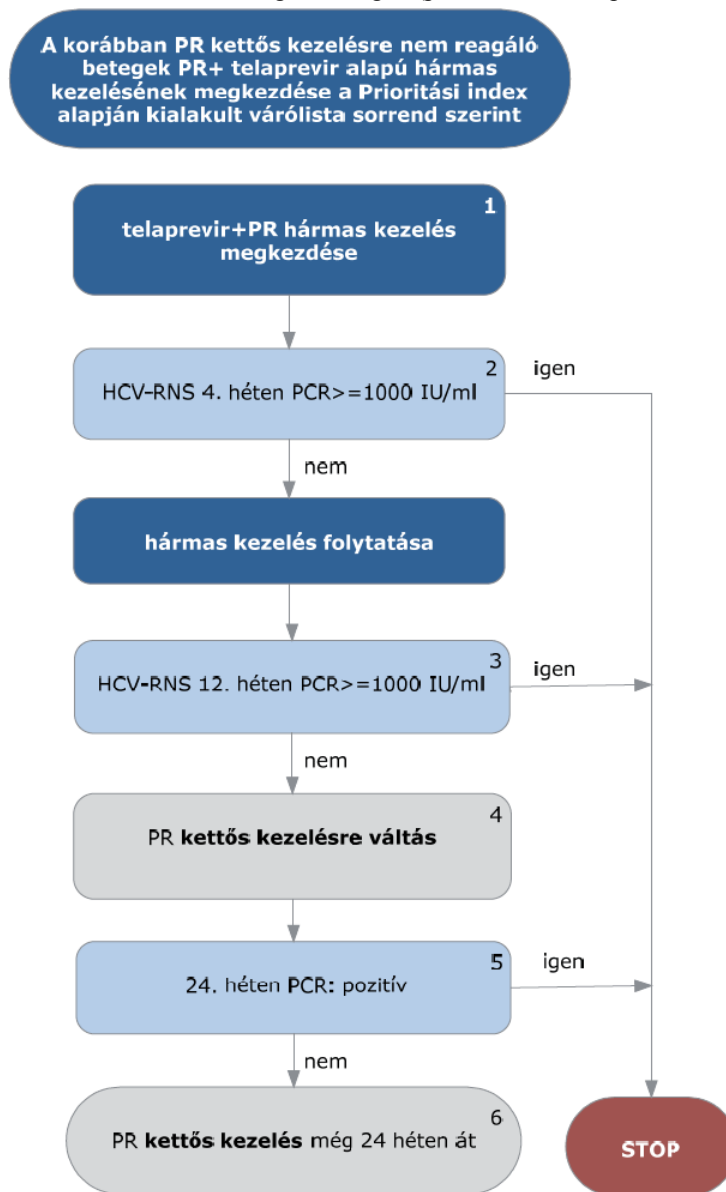 A korábban PR kettős kezelésre nem reagáló
betegek PR+ telaprevir alapú hármas
kezelésének megkezdése a Prioritási index
alapján kialakult várólista sorrend szerint
1
telaprevir+PR hármas kezelés
megkezdése
2
HCV-RNS 4. héten PCR>=1000 IU/ml
igen
nem
hármas kezelés folytatása
3
HCV-RNS 12. héten PCR>=1000 IU/ml
igen
nem
4
PR kettős kezelésre váltás
5
24. héten PCR: pozitív
igen
nem
6
PR kettős kezelés még 24 héten át
STOP